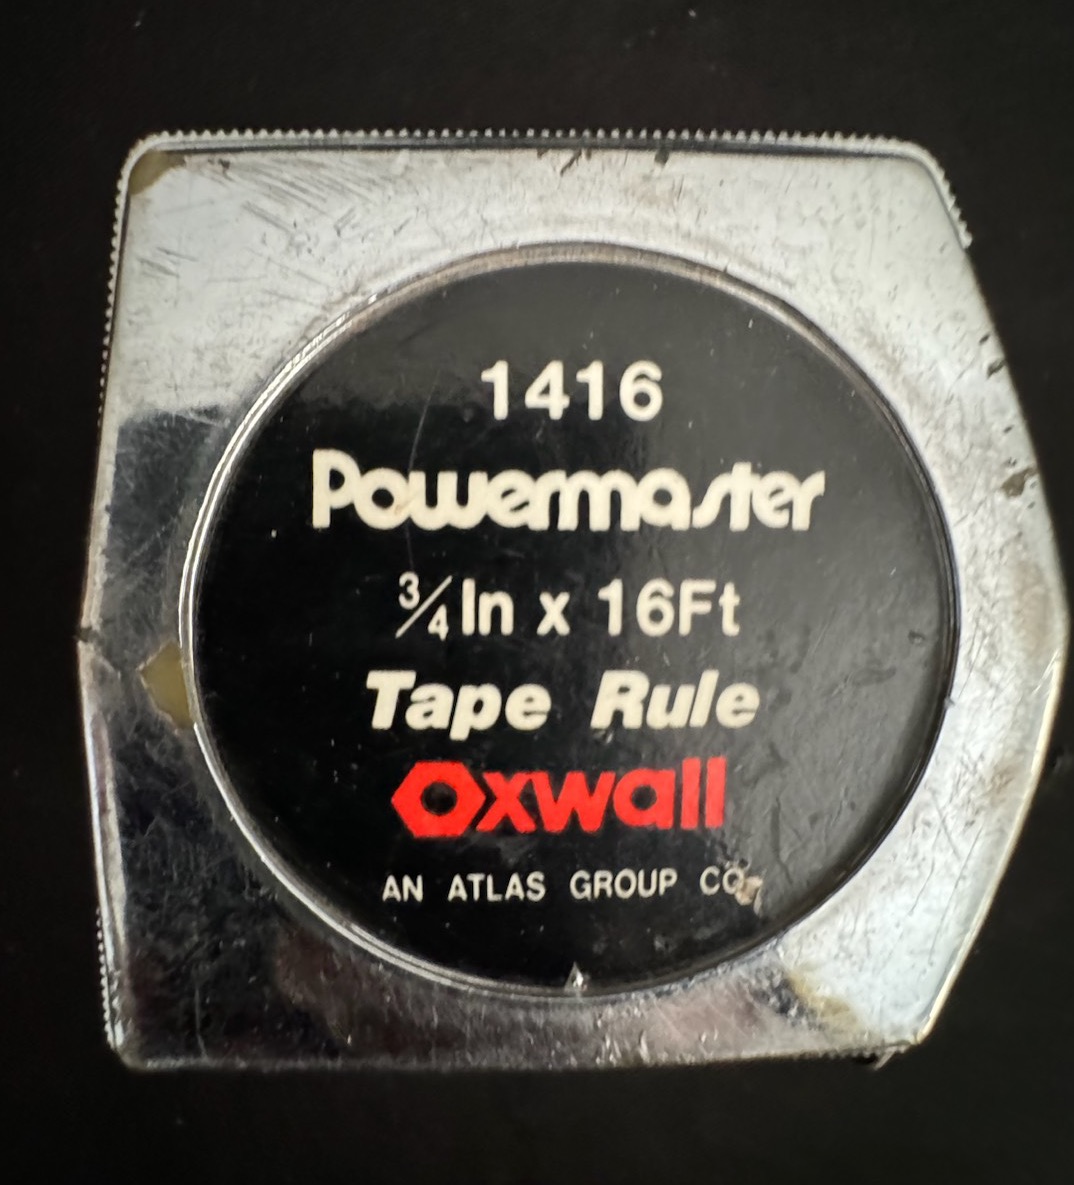 1416
Powermaster
3/4 In x 16Ft
Tape Rule
Oxwall
AN ATLAS GROUP CO.